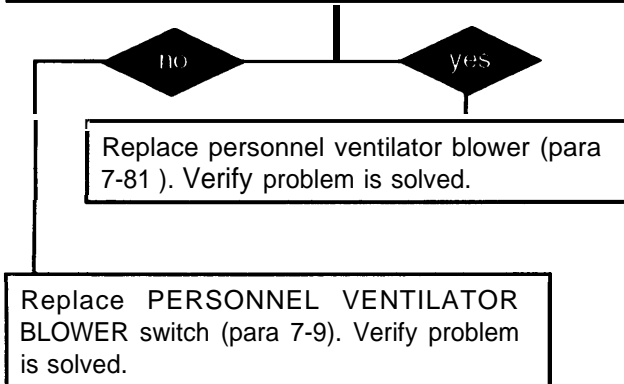 no
yes
Replace personnel ventilator blower (para
7-81 ). Verify problem is solved.
Replace PERSONNEL VENTILATOR
BLOWER switch (para 7-9). Verify problem
is solved.